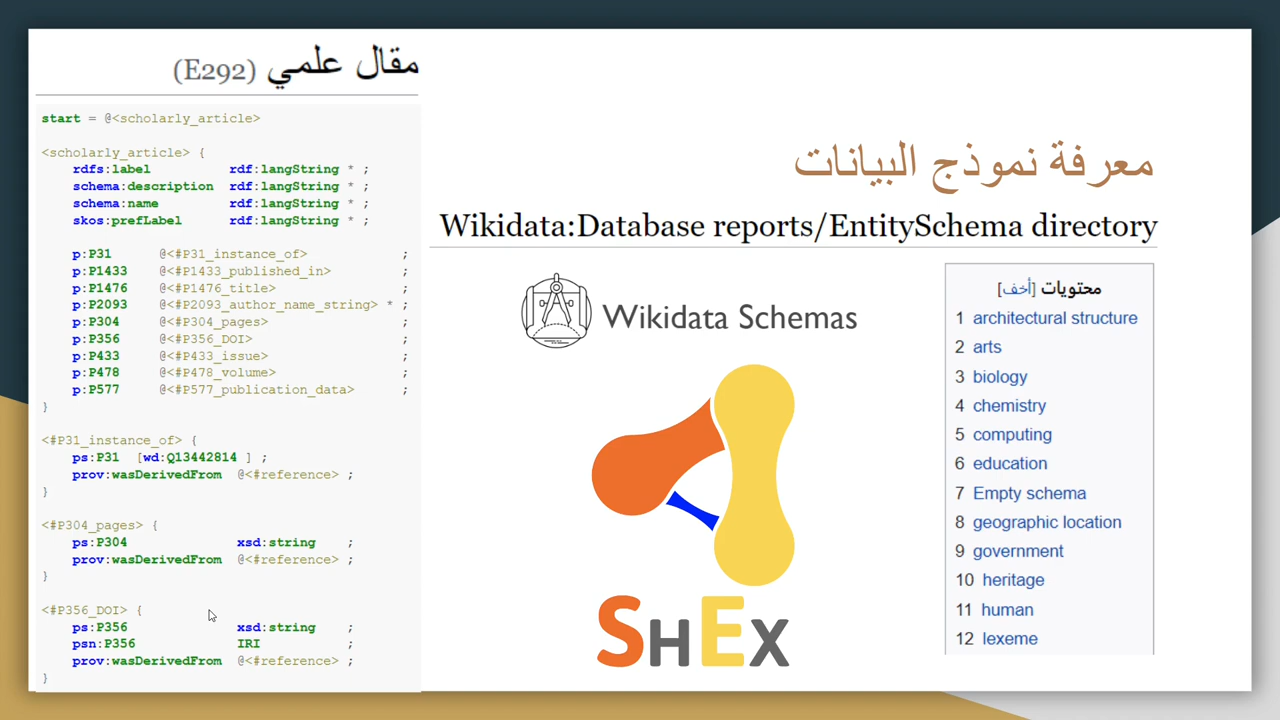 مقال علمي (E292)
start = @<scholarly_article>
<scholarly_article> {
rdfs:label rdf:langString * ;
schema:description rdf:langString * ;
schema:name rdf:langString * ;
skos:prefLabel rdf:langString * ;
p:P31 @<#P31_instance_of> ;
p:P1433 @<#P1433_published_in> ;
p:P1476 @<#P1476_title> ;
p:P2093 @<#P2093_author_name_string> * ;
p:P304 @<#P304_pages> ;
p:P356 @<#P356_DOI> ;
p:P433 @<#P433_issue> ;
p:P478 @<#P478_volume> ;
p:P577 @<#P577_publication_data> ;
}
<#P31_instance_of> {
ps:P31 [wd:Q13442814 ] ;
prov:wasDerivedFrom @<#reference> ;
}
<#P304_pages> {
ps:P304 xsd:string ;
prov:wasDerivedFrom @<#reference> ;
}
<#P356_DOI> {
ps:P356 xsd:string ;
psn:P356 IRI ;
prov:wasDerivedFrom @<#reference> ;
}
معرفة نموذج البيانات
Wikidata:Database reports/EntitySchema directory
Wikidata Schemas
SHEX
محتويات [أخف]
1 architectural structure
2 arts
3 biology
4 chemistry
5 computing
6 education
7 Empty schema
8 geographic location
9 government
10 heritage
11 human
12 lexeme